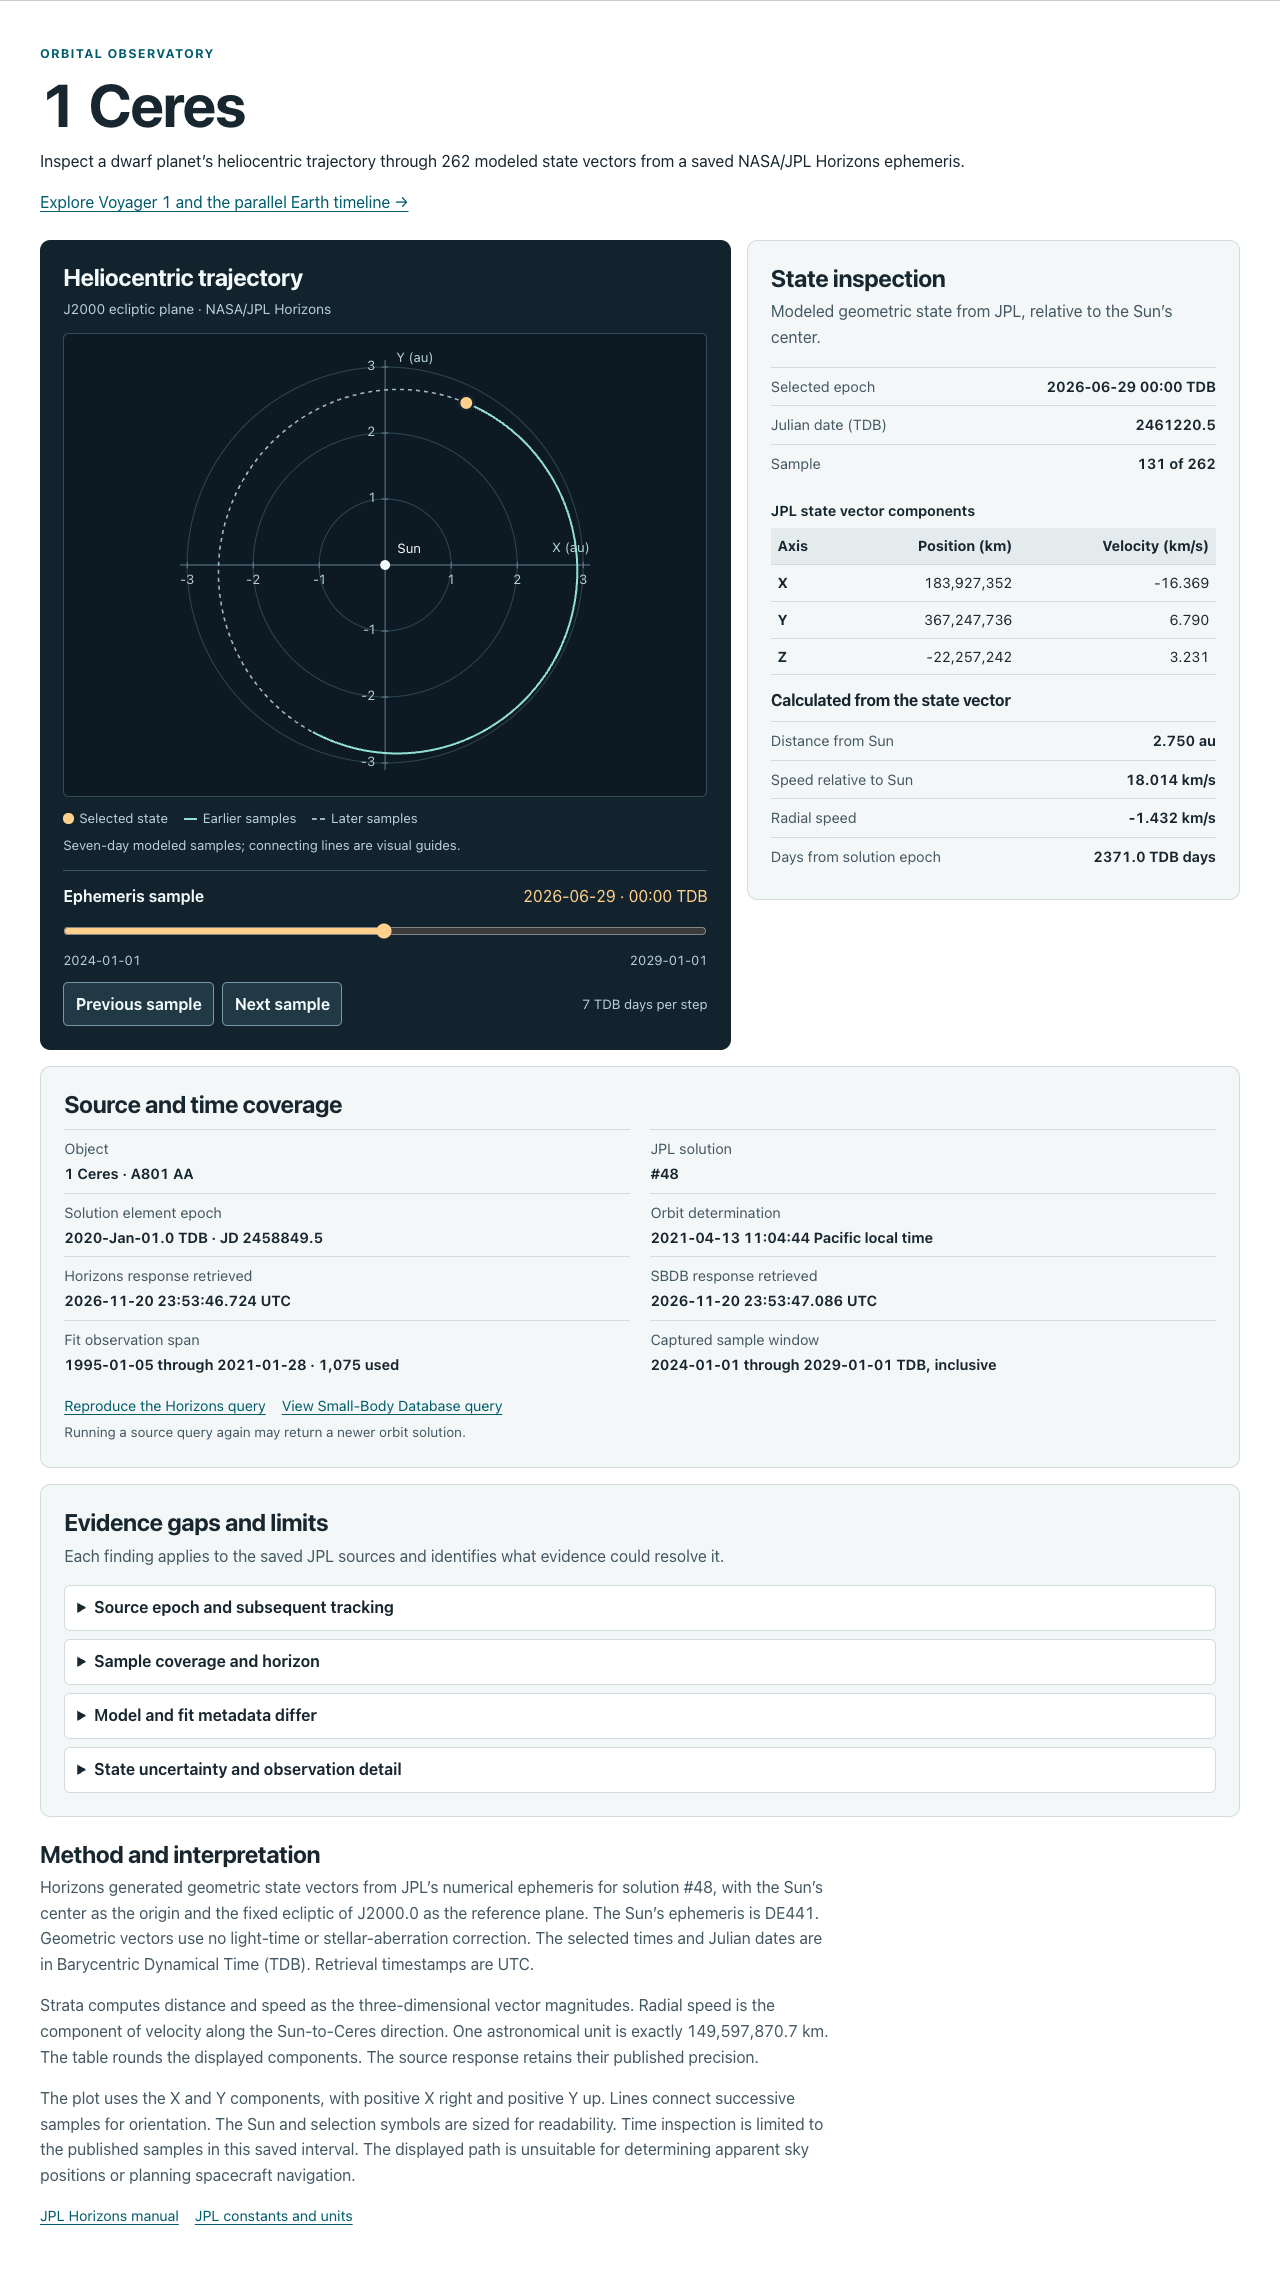 ORBITAL OBSERVATORY
1 Ceres
Inspect a dwarf planet’s heliocentric trajectory through 262 modeled state vectors from a saved NASA/JPL Horizons ephemeris.
Explore Voyager 1 and the parallel Earth timeline →
Heliocentric trajectory
J2000 ecliptic plane · NASA/JPL Horizons
Y (au)
3
2
1
Sun
X (au)
-3
-2
-1
1
2
3
-1
-2
-3
Selected state
Earlier samples
Later samples
Seven-day modeled samples; connecting lines are visual guides.
Ephemeris sample
2026-06-29 · 00:00 TDB
2024-01-01
2029-01-01
Previous sample
Next sample
7 TDB days per step
State inspection
Modeled geometric state from JPL, relative to the Sun’s
center.
Selected epoch 2026-06-29 00:00 TDB
Julian date (TDB) 2461220.5
Sample 131 of 262
JPL state vector components
Axis Position (km) Velocity (km/s)
X 183,927,352 -16.369
Y 367,247,736 6.790
Z -22,257,242 3.231
Calculated from the state vector
Distance from Sun 2.750 au
Speed relative to Sun 18.014 km/s
Radial speed -1.432 km/s
Days from solution epoch 2371.0 TDB days
Source and time coverage
Object
1 Ceres · A801 AA
JPL solution
#48
Solution element epoch
2020-Jan-01.0 TDB · JD 2458849.5
Orbit determination
2021-04-13 11:04:44 Pacific local time
Horizons response retrieved
2026-11-20 23:53:46.724 UTC
SBDB response retrieved
2026-11-20 23:53:47.086 UTC
Fit observation span
1995-01-05 through 2021-01-28 · 1,075 used
Captured sample window
2024-01-01 through 2029-01-01 TDB, inclusive
Reproduce the Horizons query
View Small-Body Database query
Running a source query again may return a newer orbit solution.
Evidence gaps and limits
Each finding applies to the saved JPL sources and identifies what evidence could resolve it.
Source epoch and subsequent tracking
Sample coverage and horizon
Model and fit metadata differ
State uncertainty and observation detail
Method and interpretation
Horizons generated geometric state vectors from JPL’s numerical ephemeris for solution #48, with the Sun’s
center as the origin and the fixed ecliptic of J2000.0 as the reference plane. The Sun’s ephemeris is DE441.
Geometric vectors use no light-time or stellar-aberration correction. The selected times and Julian dates are
in Barycentric Dynamical Time (TDB). Retrieval timestamps are UTC.
Strata computes distance and speed as the three-dimensional vector magnitudes. Radial speed is the
component of velocity along the Sun-to-Ceres direction. One astronomical unit is exactly 149,597,870.7 km.
The table rounds the displayed components. The source response retains their published precision.
The plot uses the X and Y components, with positive X right and positive Y up. Lines connect successive
samples for orientation. The Sun and selection symbols are sized for readability. Time inspection is limited to
the published samples in this saved interval. The displayed path is unsuitable for determining apparent sky
positions or planning spacecraft navigation.
JPL Horizons manual
JPL constants and units